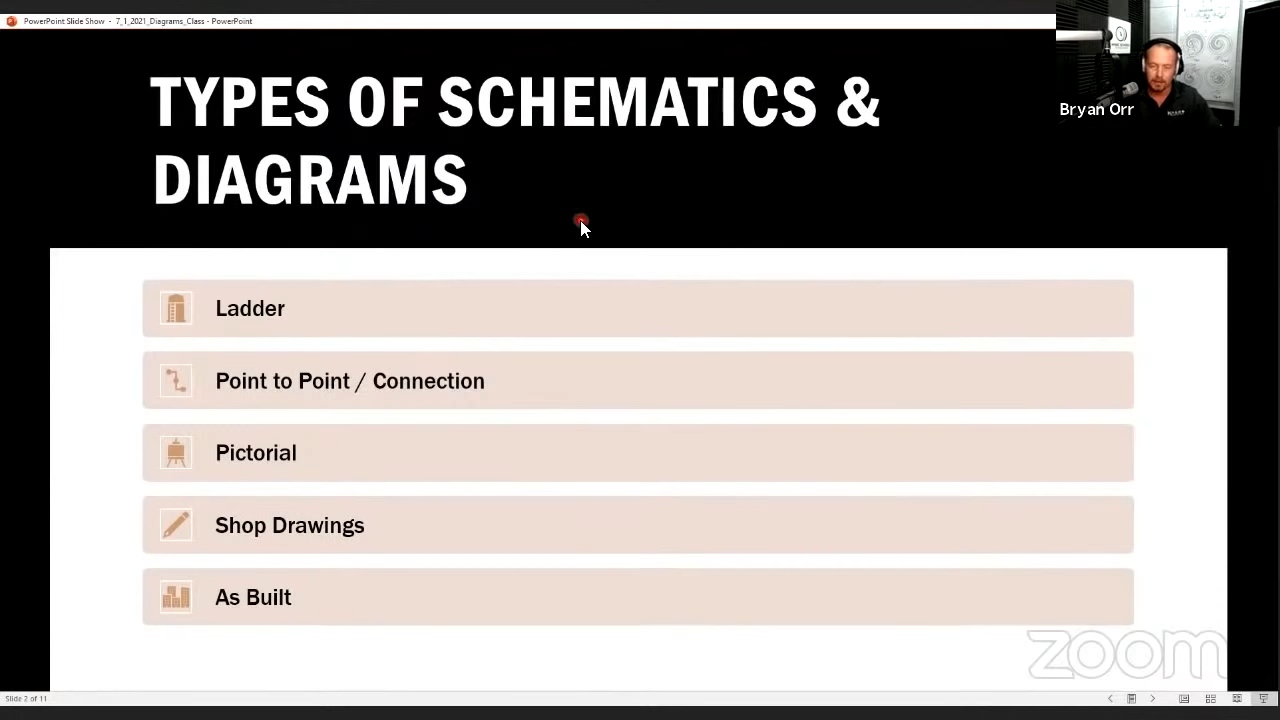 PowerPoint Slide Show - 7_1_2021_Diagrams_Class - PowerPoint
Bryan Orr
TYPES OF SCHEMATICS &
DIAGRAMS
Ladder
Point to Point / Connection
Pictorial
Shop Drawings
As Built
zoom
Slide 2 of 11